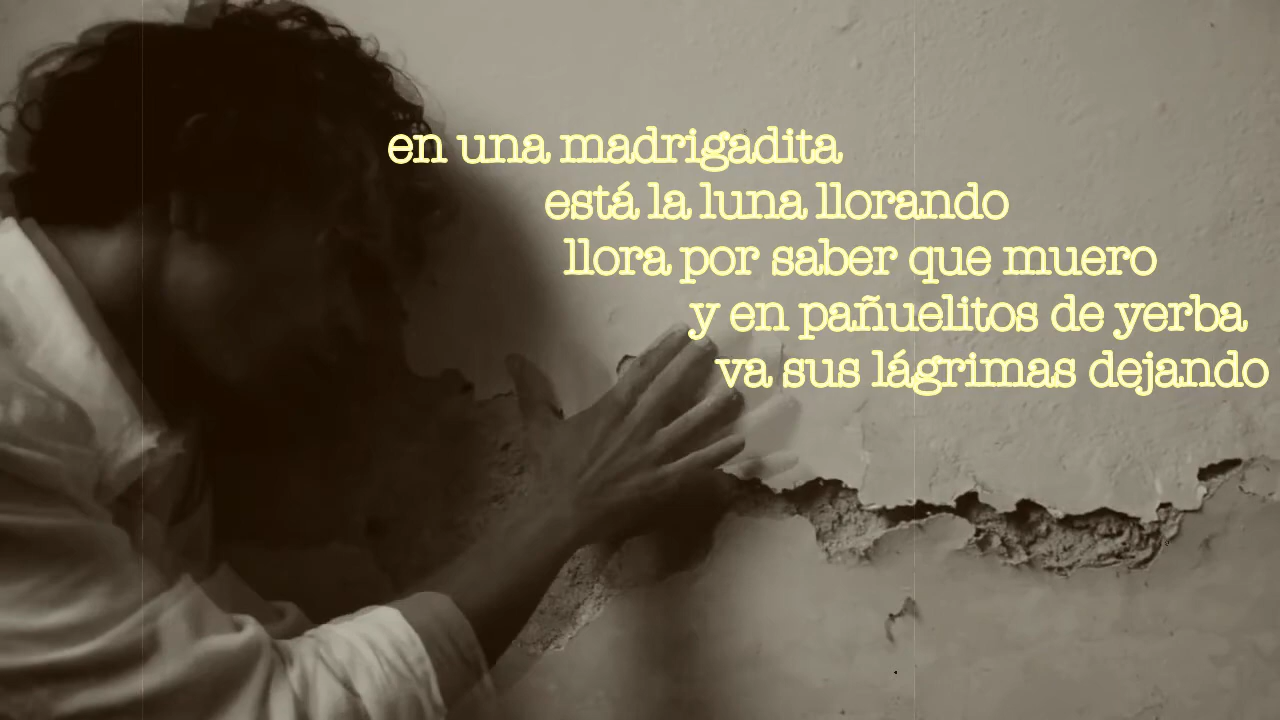 en una madrigadita
está la luna llorando
llora por saber que muero
y en pañuelitos de yerba
va sus lágrimas dejando